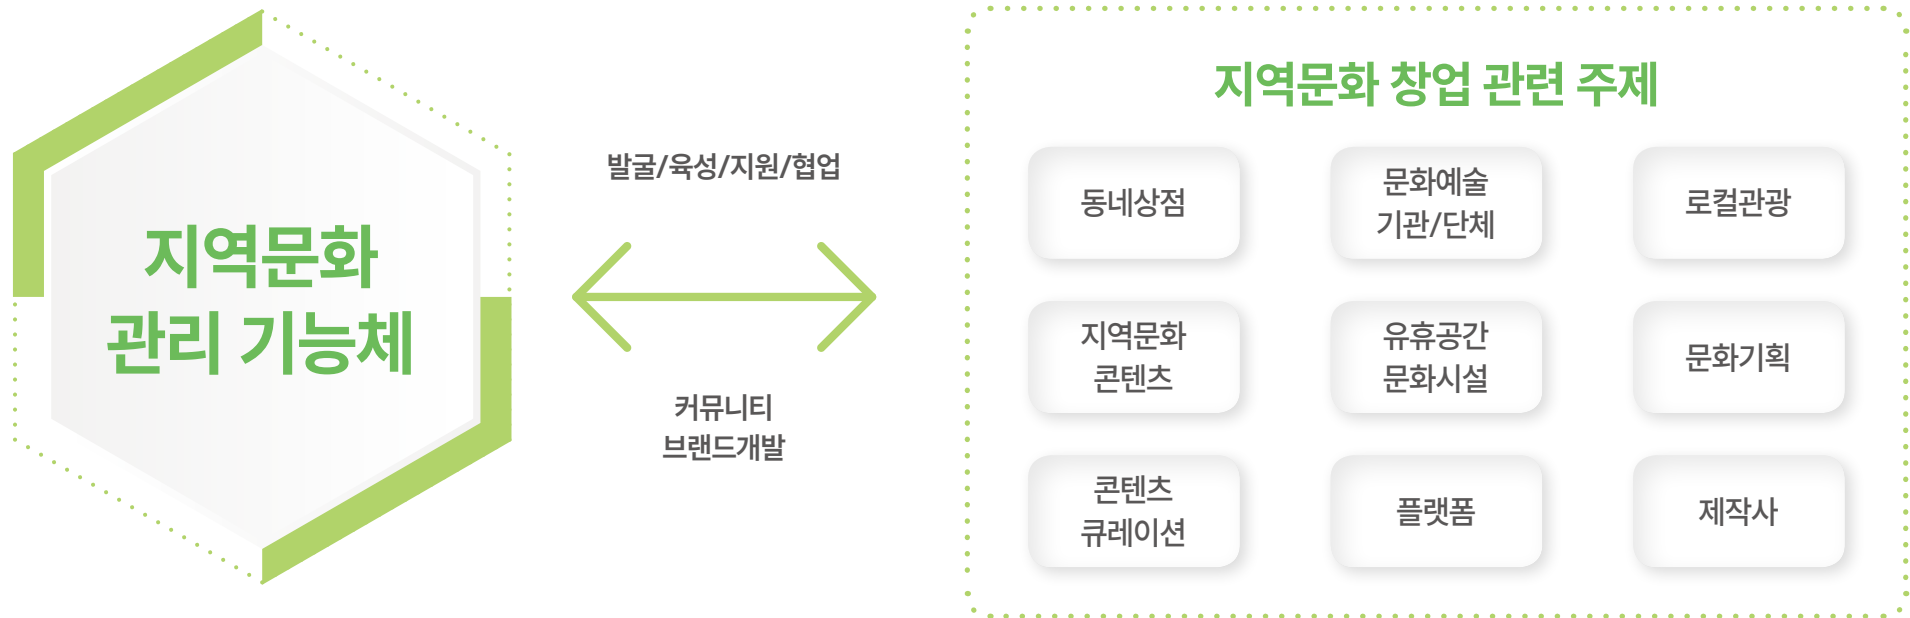 지역문화
관리 기능체
발굴/육성/지원/협업
커뮤니티
브랜드개발
지역문화 창업 관련 주제
동네상점
문화예술
기관/단체
로컬관광
지역문화
콘텐츠
유휴공간
문화시설
문화기획
콘텐츠
큐레이션
플랫폼
제작사